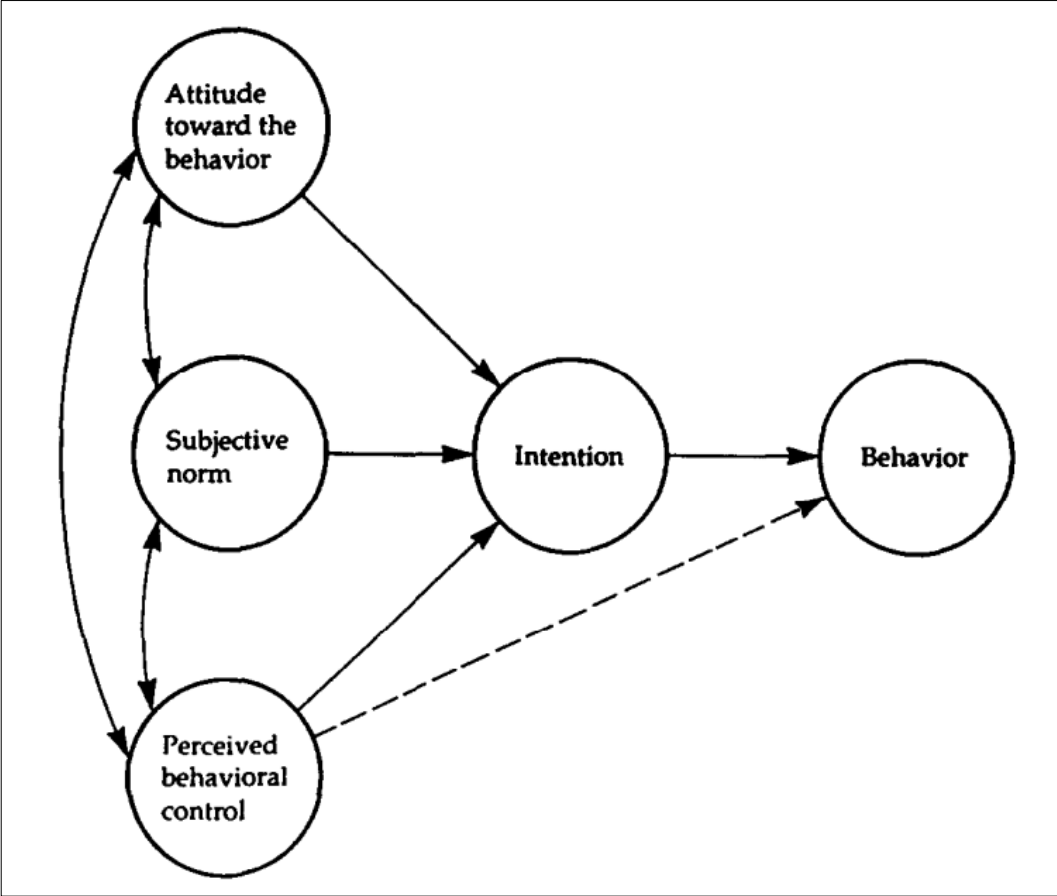 Attitude
toward the
behavior
Subjective
norm
Intention
Behavior
Perceived
behavioral
control